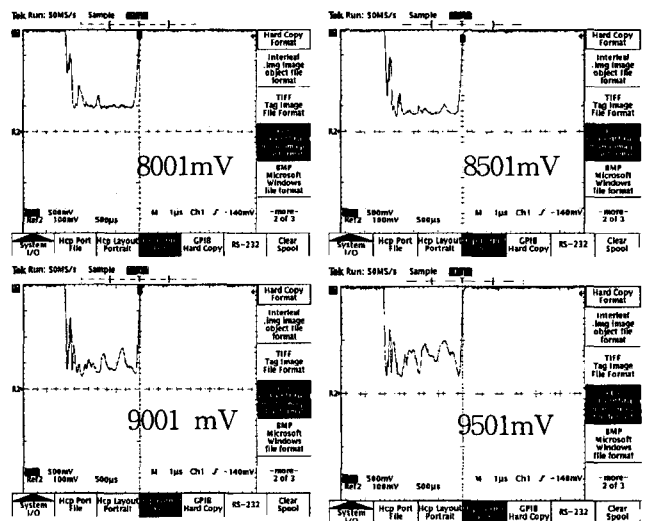 Tek Run: 50MS/s Sample
Hard Copy
Format
Interleaf
.img Image
object file
format
TIFF
Tag Image
File Format
BMP
Microsoft
Windows
file format
-more-
2 of 3
8001mV
500mV
Ref2 100mV 500µs
M 1µs Ch1 ∫ -140mV
System
I/O
Hcp Port
File
Hcp Layout
Portrait
GPIB
Hard Copy
RS-232
Clear
Spool
Tek Run: 50MS/s Sample
Hard Copy
Format
Interleaf
.img Image
object file
format
TIFF
Tag Image
File Format
BMP
Microsoft
Windows
file format
-more-
2 of 3
8501mV
500mV
Ref2 100mV 500µs
M 1µs Ch1 ∫ -140mV
System
I/O
Hcp Port
File
Hcp Layout
Portrait
GPIB
Hard Copy
RS-232
Clear
Spool
Tek Run: 50MS/s Sample
Hard Copy
Format
Interleaf
.img Image
object file
format
TIFF
Tag Image
File Format
BMP
Microsoft
Windows
file format
-more-
2 of 3
9001 mV
500mV
Ref2 100mV 500µs
M 1µs Ch1 ∫ -140mV
System
I/O
Hcp Port
File
Hcp Layout
Portrait
GPIB
Hard Copy
RS-232
Clear
Spool
Tek Run: 50MS/s Sample
Hard Copy
Format
Interleaf
.img Image
object file
format
TIFF
Tag Image
File Format
BMP
Microsoft
Windows
file format
-more-
2 of 3
9501mV
500mV
Ref2 100mV 500µs
M 1µs Ch1 ∫ -140mV
System
I/O
Hcp Port
File
Hcp Layout
Portrait
GPIB
Hard Copy
RS-232
Clear
Spool